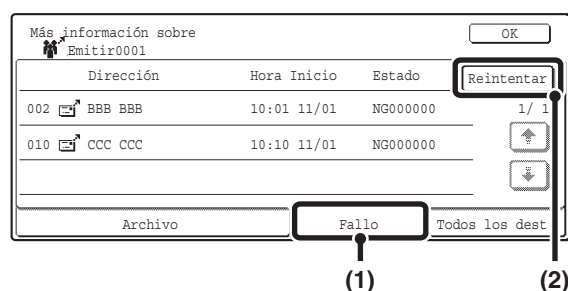 Más información sobre
Emitir0001
OK
Dirección Hora Inicio Estado Reintentar
002 BBB BBB 10:01 11/01 NG000000 1/ 1
010 CCC CCC 10:10 11/01 NG000000
Archivo Fallo Todos los dest
(1) (2)